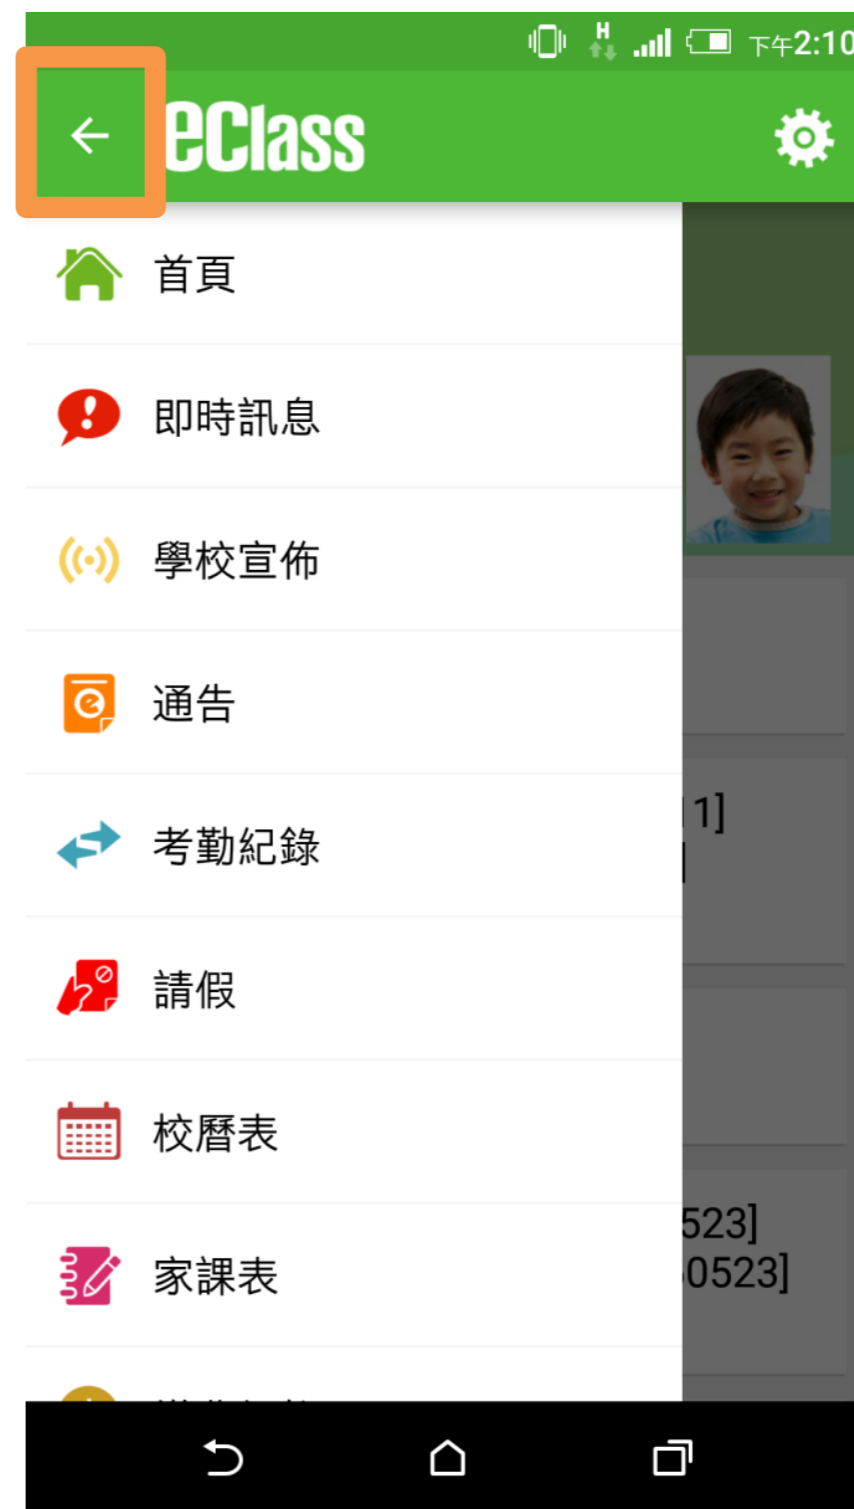 H
下午2:10
eClass
首頁
即時訊息
學校宣佈
通告
11]
]
考勤紀錄
請假
校曆表
523]
0523]
家課表